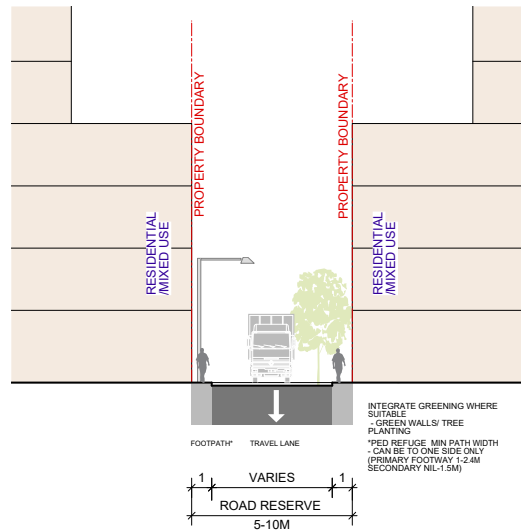 PROPERTY BOUNDARY
PROPERTY BOUNDARY
RESIDENTIAL
/MIXED USE
RESIDENTIAL
/MIXED USE
INTEGRATE GREENING WHERE
SUITABLE
- GREEN WALLS/ TREE
PLANTING
*PED REFUGE MIN PATH WIDTH
- CAN BE TO ONE SIDE ONLY
(PRIMARY FOOTWAY 1-2.4M
SECONDARY NIL-1.5M)
FOOTPATH* TRAVEL LANE
1 VARIES 1
ROAD RESERVE
5-10M